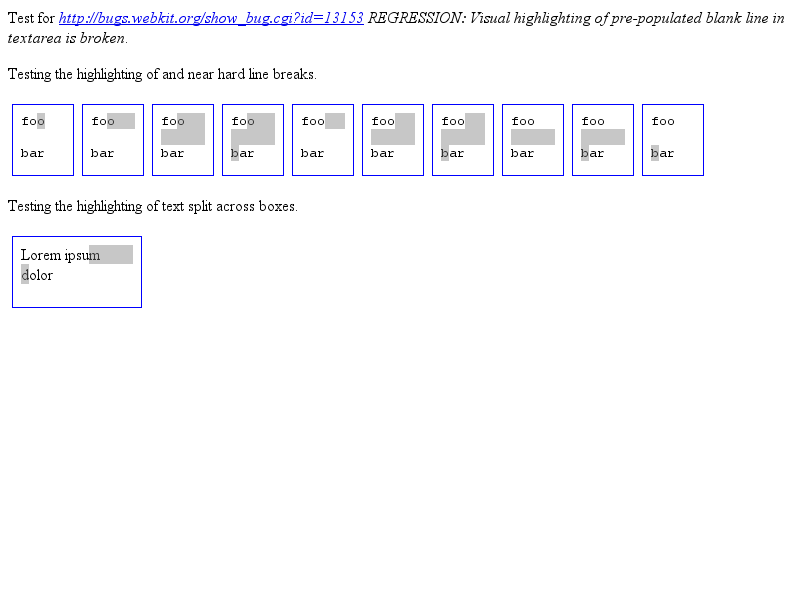 Test for http://bugs.webkit.org/show_bug.cgi?id=13153 REGRESSION: Visual highlighting of pre-populated blank line in
textarea is broken.
Testing the highlighting of and near hard line breaks.
foo foo foo foo foo foo foo foo foo foo
bar bar bar bar bar bar bar bar bar bar
Testing the highlighting of text split across boxes.
Lorem ipsum
dolor